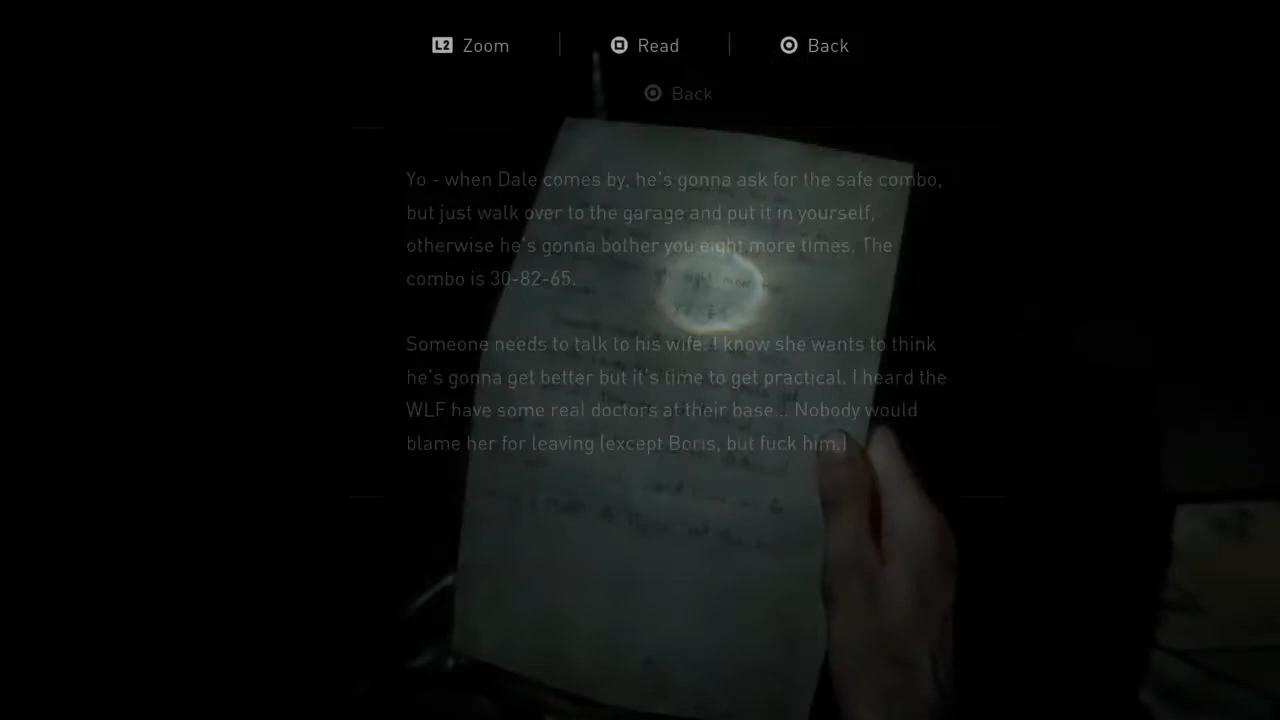 L2 Zoom | Read | Back
Back
Yo - when Dale comes by, he's gonna ask for the safe combo,
but just walk over to the garage and put it in yourself,
otherwise he's gonna bother you eight more times. The
combo is 30-82-65.
Someone needs to talk to his wife. I know she wants to think
he's gonna get better but it's time to get practical. I heard the
WLF have some real doctors at their base... Nobody would
blame her for leaving (except Boris, but fuck him.)